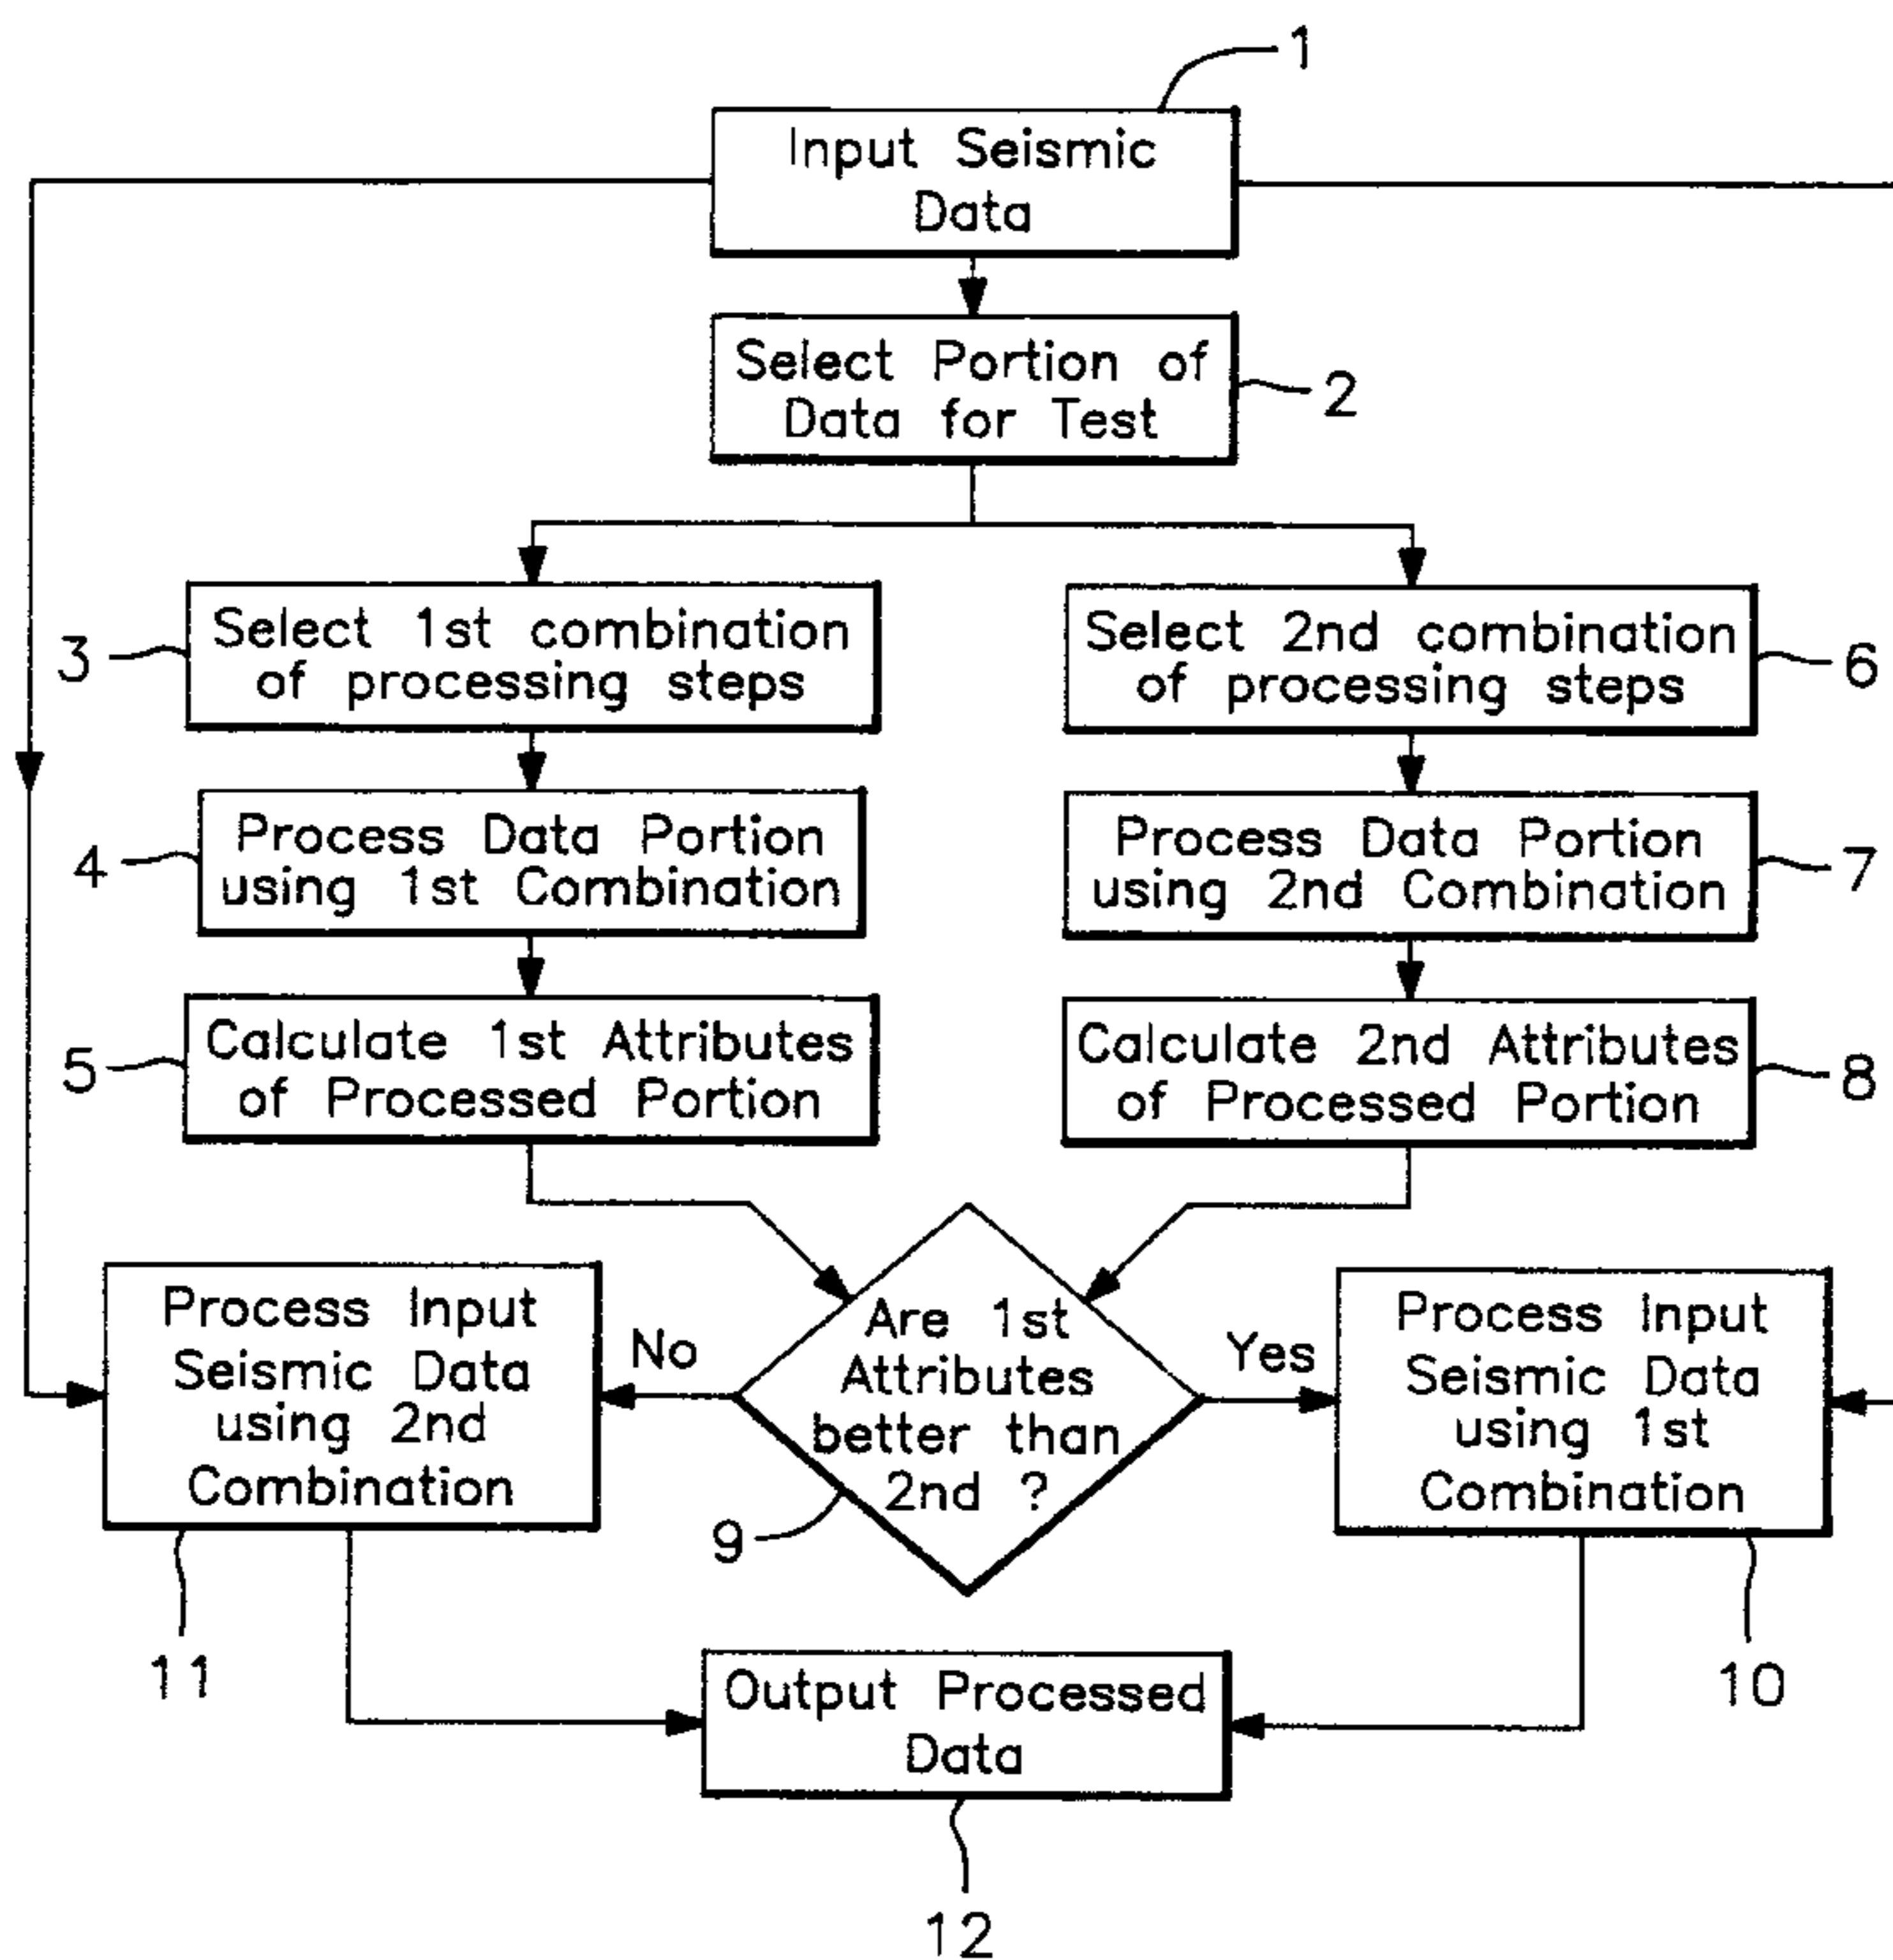 1
Input Seismic
Data
Select Portion of
Data for Test
2
3
Select 1st combination
of processing steps
Select 2nd combination
of processing steps
6
4
Process Data Portion
using 1st Combination
Process Data Portion
using 2nd Combination
7
5
Calculate 1st Attributes
of Processed Portion
Calculate 2nd Attributes
of Processed Portion
8
Process Input
Seismic Data
using 2nd
Combination
No
Are 1st
Attributes
better than
2nd ?
Yes
Process Input
Seismic Data
using 1st
Combination
9
11
10
Output Processed
Data
12